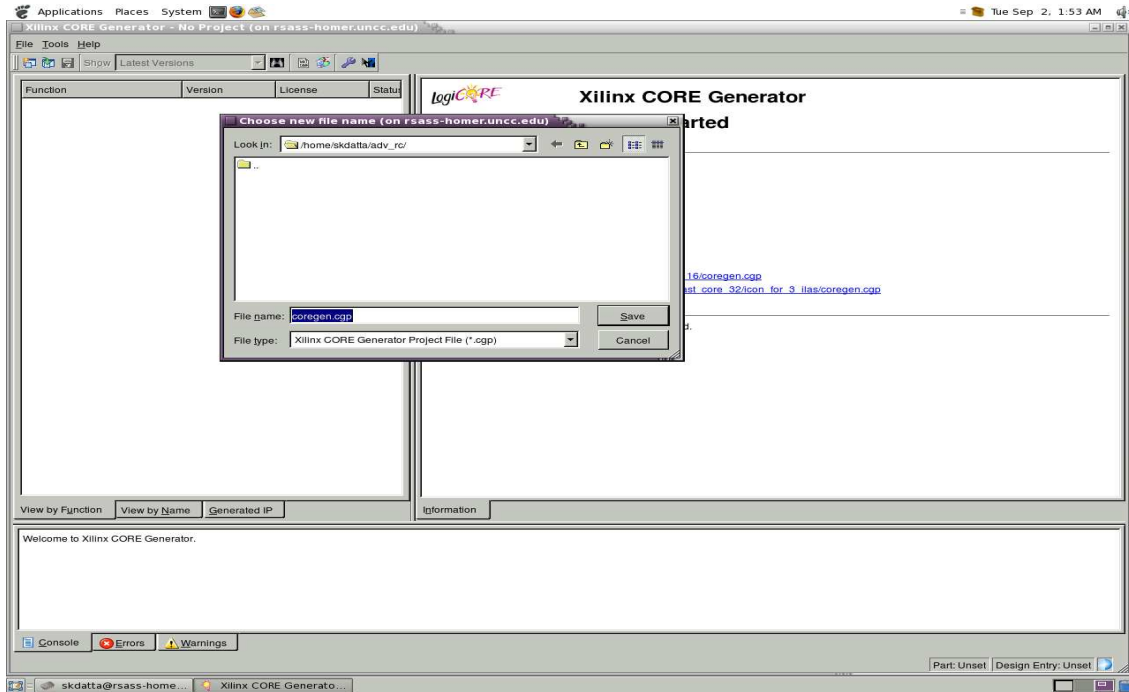 Applications Places System
Tue Sep 2, 1:53 AM
Xilinx CORE Generator - No Project (on rsass-homer.uncc.edu)
File Tools Help
Show Latest Versions
Function Version License Status
logiCORE
Xilinx CORE Generator
arted
Choose new file name (on rsass-homer.uncc.edu)
Look in: /home/skdatta/adv_rc/
..
16/coregen.cgp
ast_core_32/icon_for_3_ilas/coregen.cgp
File name: coregen.cgp Save
d.
File type: Xilinx CORE Generator Project File (*.cgp) Cancel
View by Function View by Name Generated IP
Information
Welcome to Xilinx CORE Generator.
Console Errors Warnings
Part: Unset Design Entry: Unset
skdatta@rsass-home... Xilinx CORE Generato...